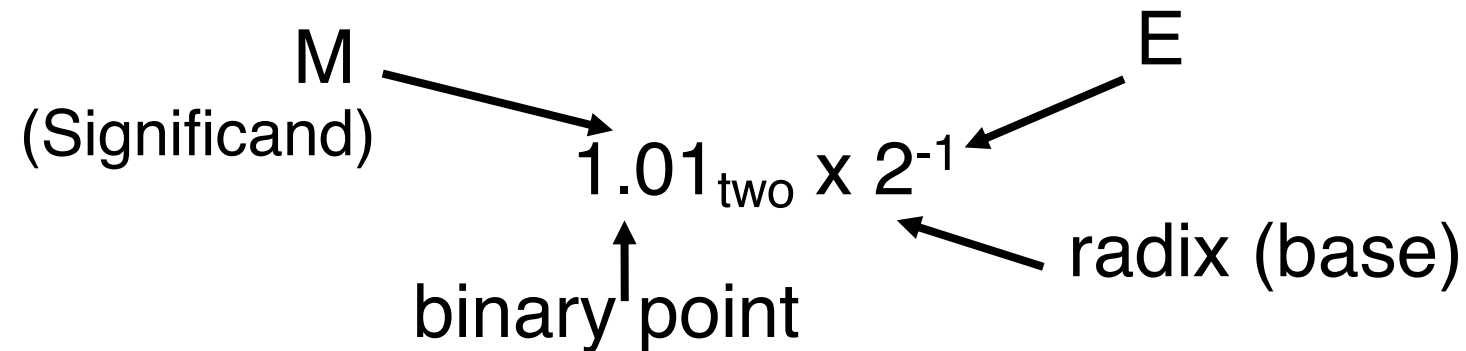 M
E
(Significand)
1.01two x 2-1
radix (base)
binary point